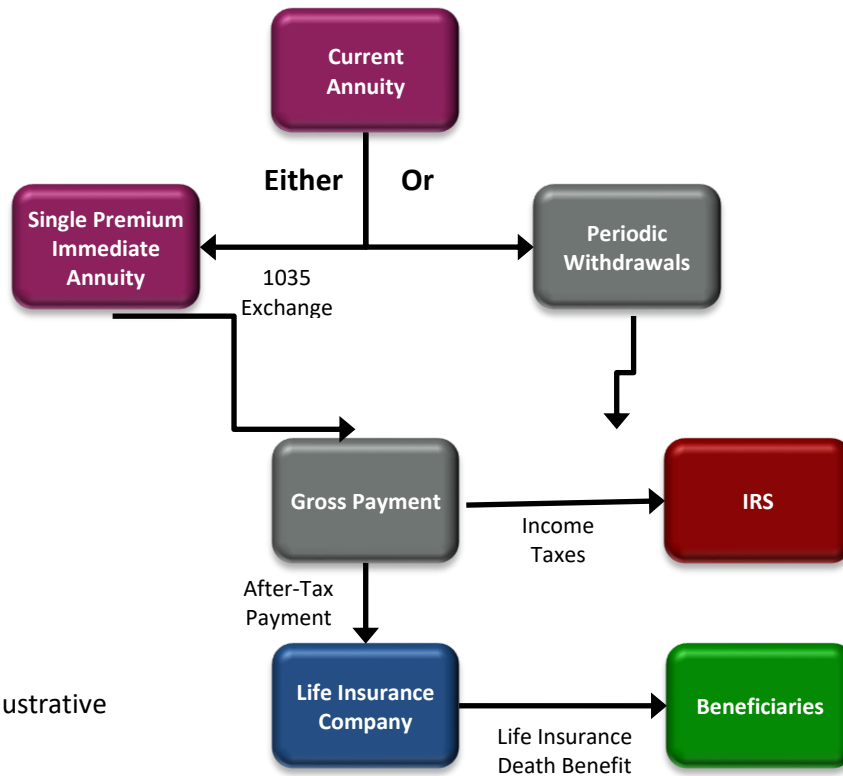 Current
Annuity
Either Or
Single Premium
Immediate
Annuity
1035
Exchange
Periodic
Withdrawals
Gross Payment
Income
Taxes
IRS
After-Tax
Payment
ustrative
Life Insurance
Company
Life Insurance
Death Benefit
Beneficiaries